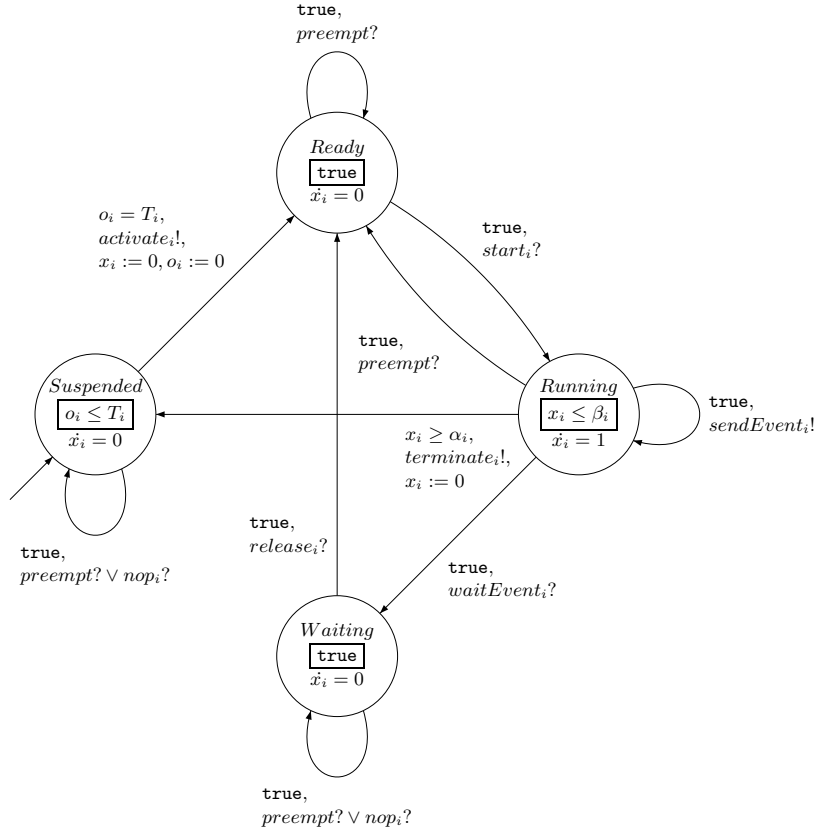 true,
preempt?
Ready
true
ẋᵢ = 0
oᵢ = Tᵢ,
activateᵢ!,
xᵢ := 0, oᵢ := 0
true,
startᵢ?
true,
preempt?
Suspended
oᵢ ≤ Tᵢ
ẋᵢ = 0
Running
xᵢ ≤ βᵢ
ẋᵢ = 1
true,
sendEventᵢ!
xᵢ ≥ αᵢ,
terminateᵢ!,
xᵢ := 0
true,
releaseᵢ?
true,
preempt? ∨ nopᵢ?
true,
waitEventᵢ?
Waiting
true
ẋᵢ = 0
true,
preempt? ∨ nopᵢ?